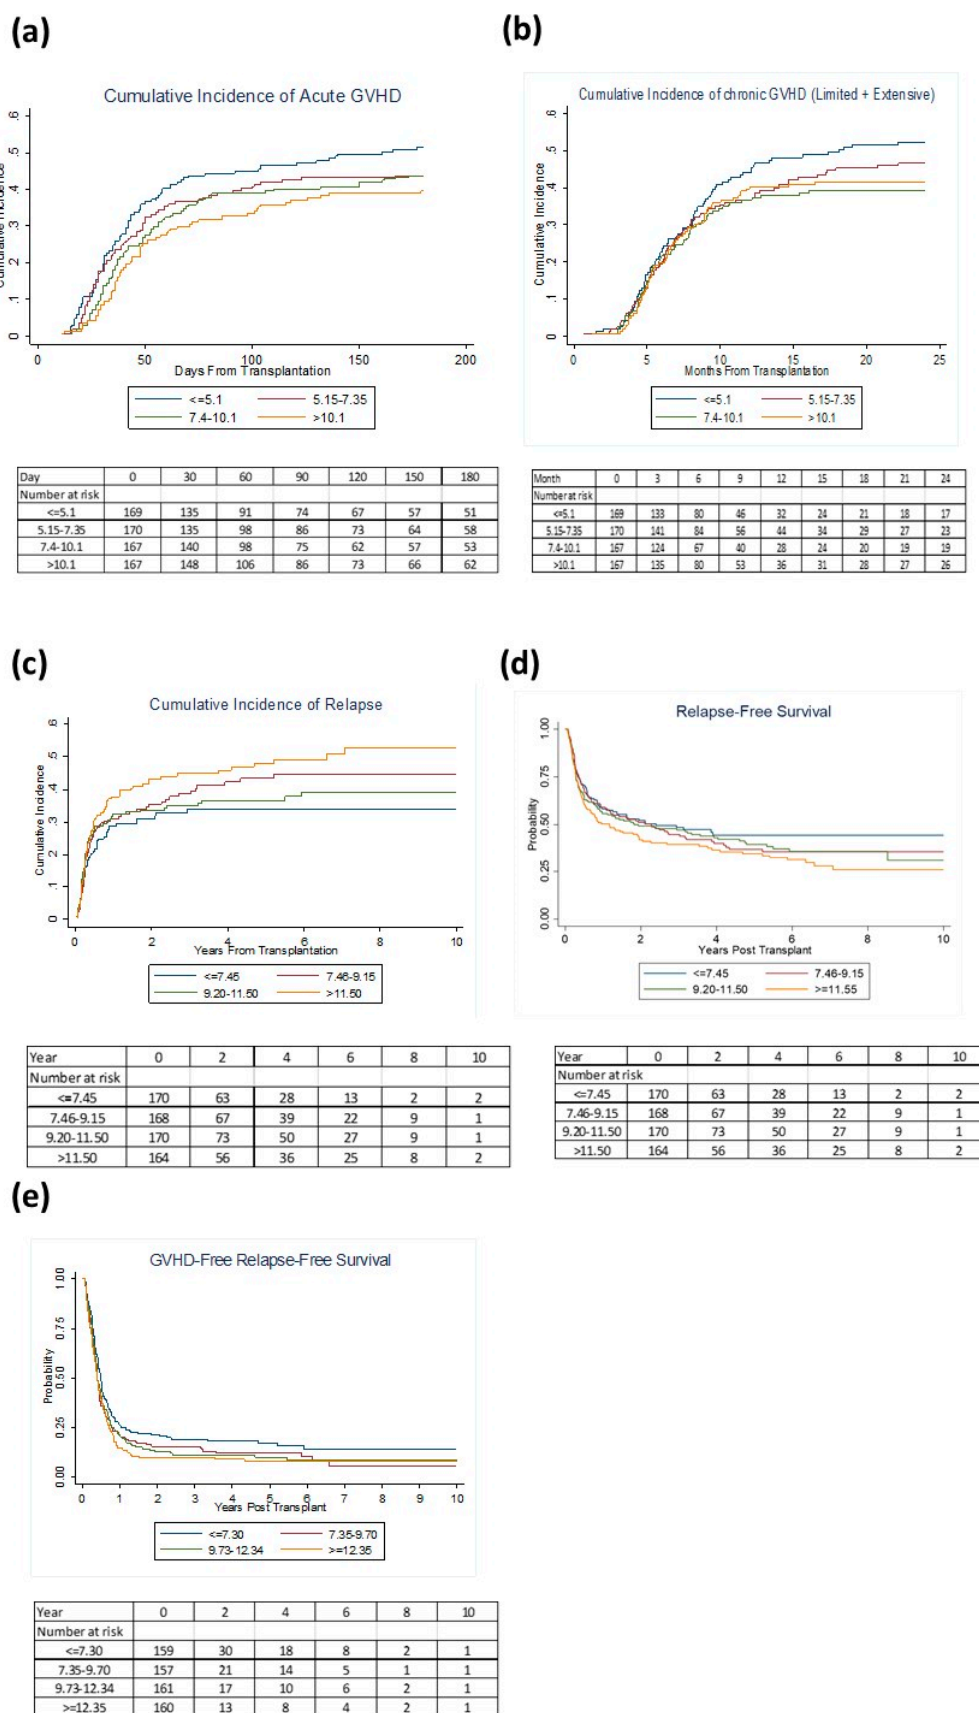 (a)
Cumulative Incidence of Acute GVHD
Cumulative Incidence
.6
.5
.4
.3
.2
.1
0
0 50 100 150 200
Days From Transplantation
<=5.1 5.15-7.35
7.4-10.1 >10.1
Day 0 30 60 90 120 150 180
Number at risk
<=5.1 169 135 91 74 67 57 51
5.15-7.35 170 135 98 86 73 64 58
7.4-10.1 167 140 98 75 62 57 53
>10.1 167 148 106 86 73 66 62
(b)
Cumulative Incidence of chronic GVHD (Limited + Extensive)
Cumulative Incidence
.6
.5
.4
.3
.2
.1
0
0 5 10 15 20 25
Months From Transplantation
<=5.1 5.15-7.35
7.4-10.1 >10.1
Month 0 3 6 9 12 15 18 21 24
Number at risk
<=5.1 169 133 80 46 32 24 21 18 17
5.15-7.35 170 141 84 56 44 34 29 27 23
7.4-10.1 167 124 67 40 28 24 20 19 19
>10.1 167 135 80 53 36 31 28 27 26
(c)
Cumulative Incidence of Relapse
Cumulative Incidence
.6
.5
.4
.3
.2
.1
0
0 2 4 6 8 10
Years From Transplantation
<=7.45 7.46-9.15
9.20-11.50 >11.50
Year 0 2 4 6 8 10
Number at risk
<=7.45 170 63 28 13 2 2
7.46-9.15 168 67 39 22 9 1
9.20-11.50 170 73 50 27 9 1
>11.50 164 56 36 25 8 2
(d)
Relapse-Free Survival
Probability
1.00
0.75
0.50
0.25
0.00
0 2 4 6 8 10
Years Post Transplant
<=7.45 7.46-9.15
9.20-11.50 >=11.55
Year 0 2 4 6 8 10
Number at risk
<=7.45 170 63 28 13 2 2
7.46-9.15 168 67 39 22 9 1
9.20-11.50 170 73 50 27 9 1
>11.50 164 56 36 25 8 2
(e)
GVHD-Free Relapse-Free Survival
Probability
1.00
0.75
0.50
0.25
0.00
0 1 2 3 4 5 6 7 8 9 10
Years Post Transplant
<=7.30 7.35-9.70
9.73-12.34 >=12.35
Year 0 2 4 6 8 10
Number at risk
<=7.30 159 30 18 8 2 1
7.35-9.70 157 21 14 5 1 1
9.73-12.34 161 17 10 6 2 1
>=12.35 160 13 8 4 2 1